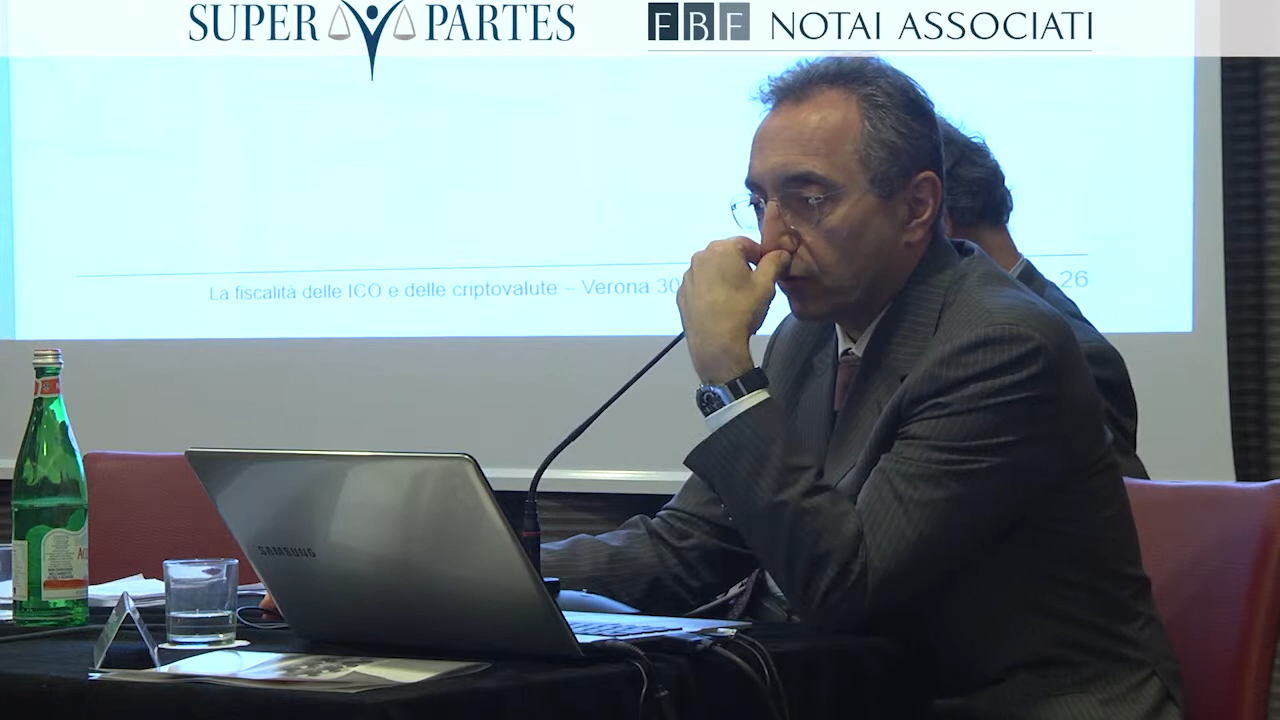 SUPER PARTES
FBF NOTAI ASSOCIATI
La fiscalità delle ICO e delle criptovalute – Verona 30
26
SAMSUNG